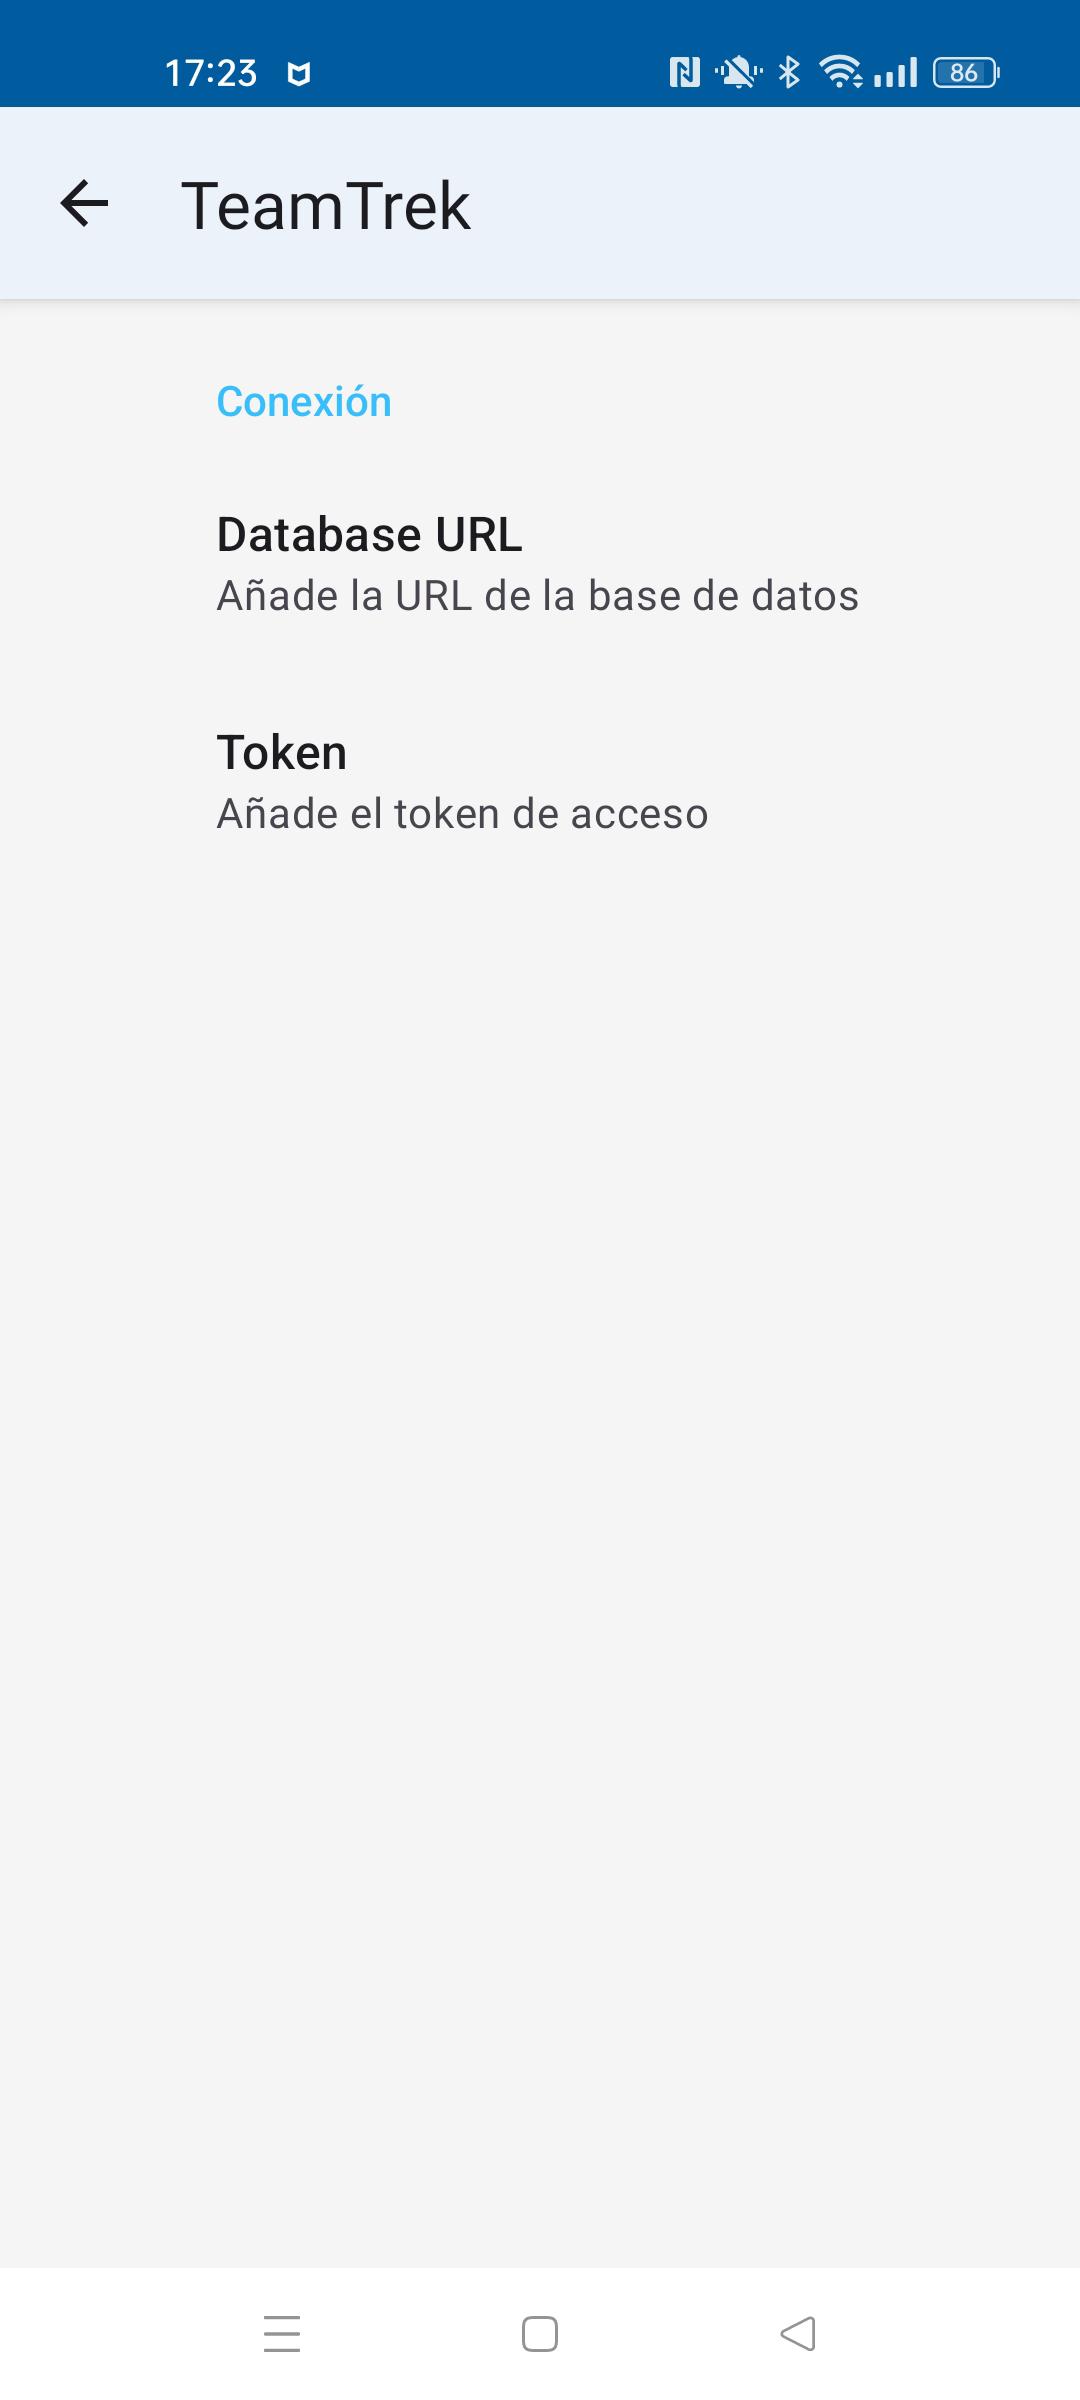 17:23
86
TeamTrek
Conexión
Database URL
Añade la URL de la base de datos
Token
Añade el token de acceso